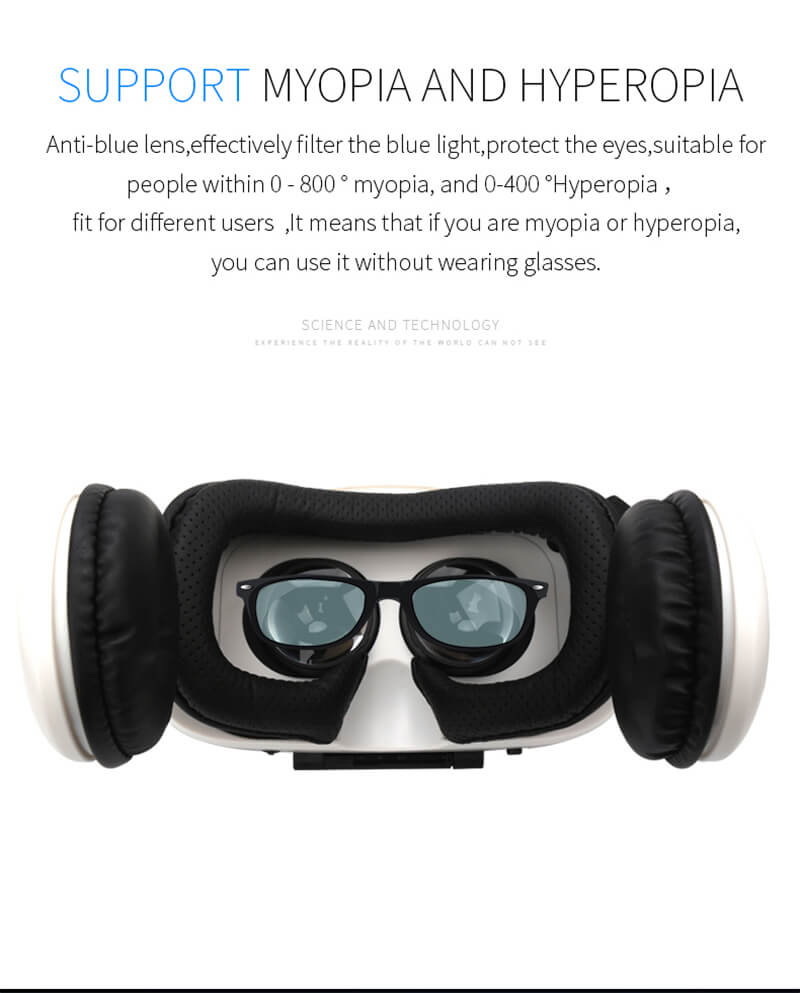 SUPPORT MYOPIA AND HYPEROPIA
Anti-blue lens,effectively filter the blue light,protect the eyes,suitable for
people within 0 - 800 ° myopia, and 0-400 °Hyperopia ，
fit for different users ,It means that if you are myopia or hyperopia,
you can use it without wearing glasses.
SCIENCE AND TECHNOLOGY
EXPERIENCE THE REALITY OF THE WORLD CAN NOT SEE